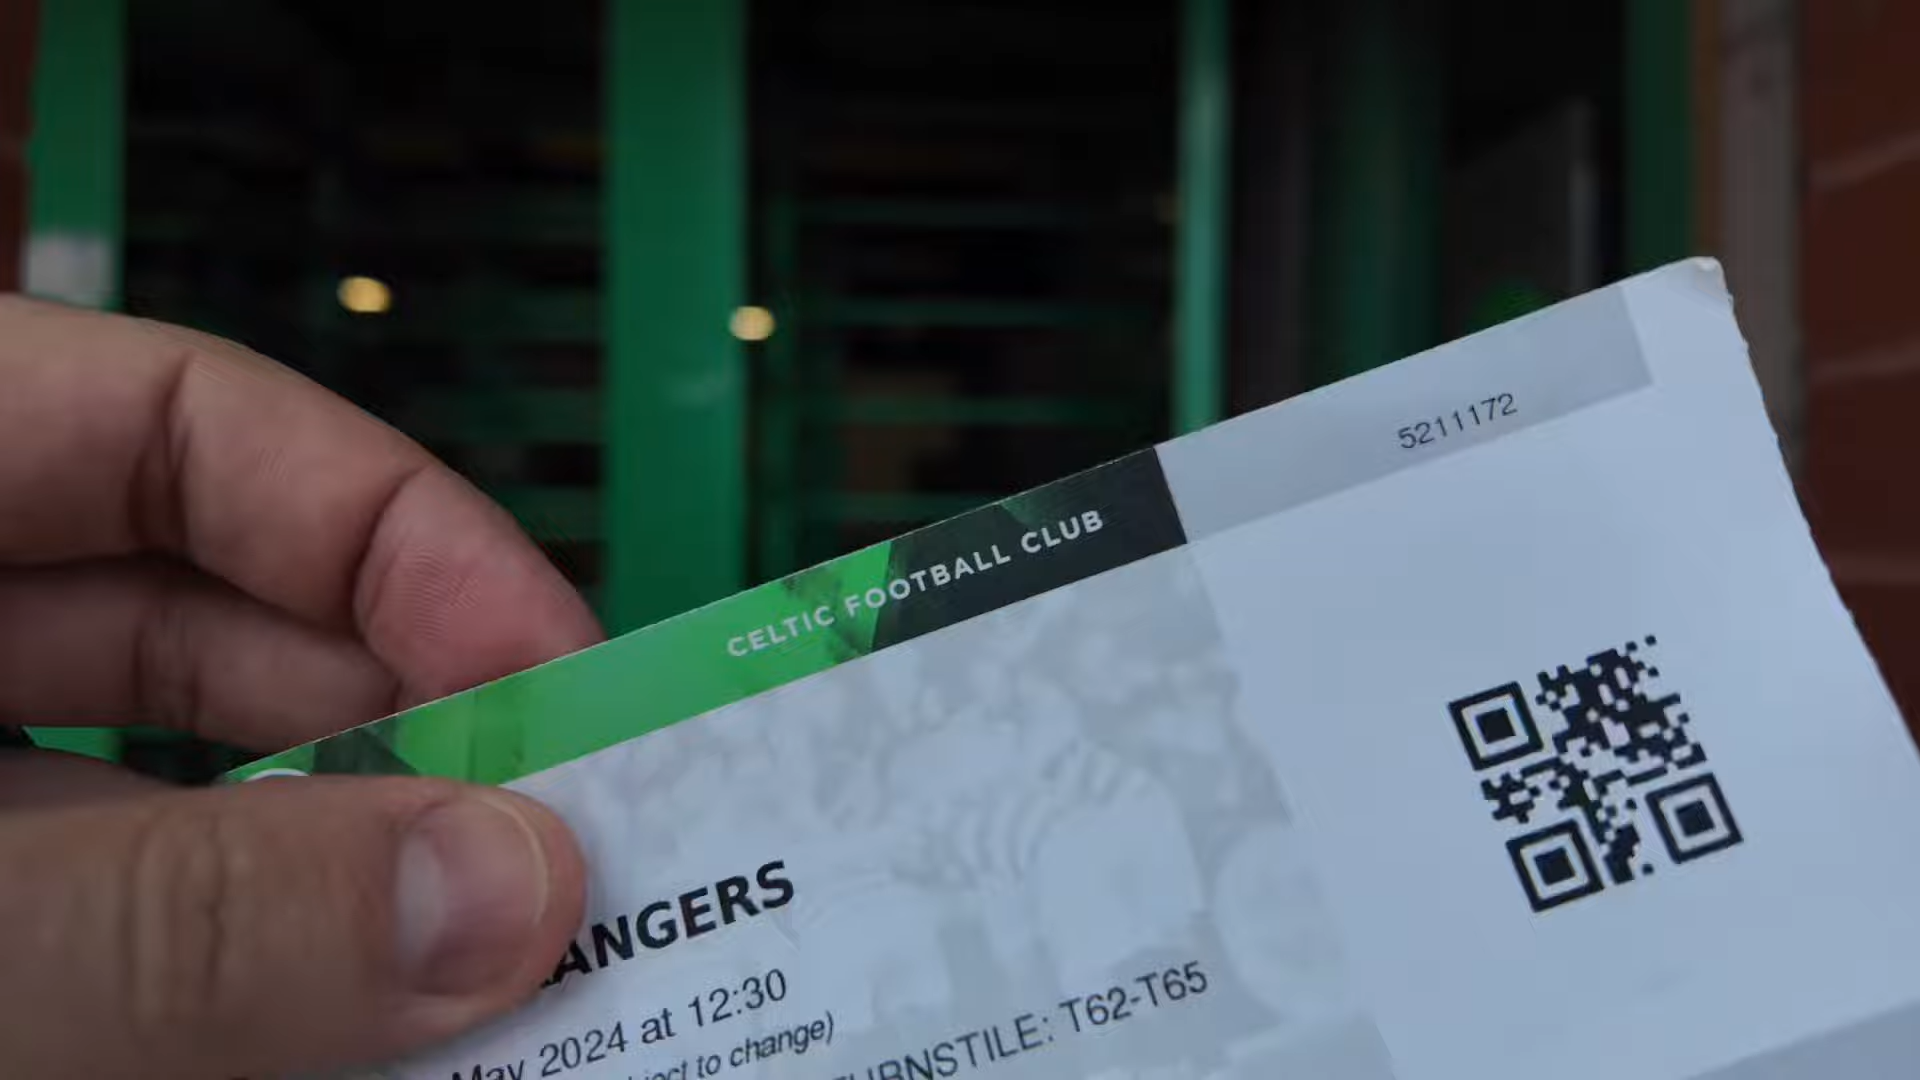 5211172
CELTIC FOOTBALL CLUB
ANGERS
May 2024 at 12:30
ject to change)
URNSTILE: T62-T65